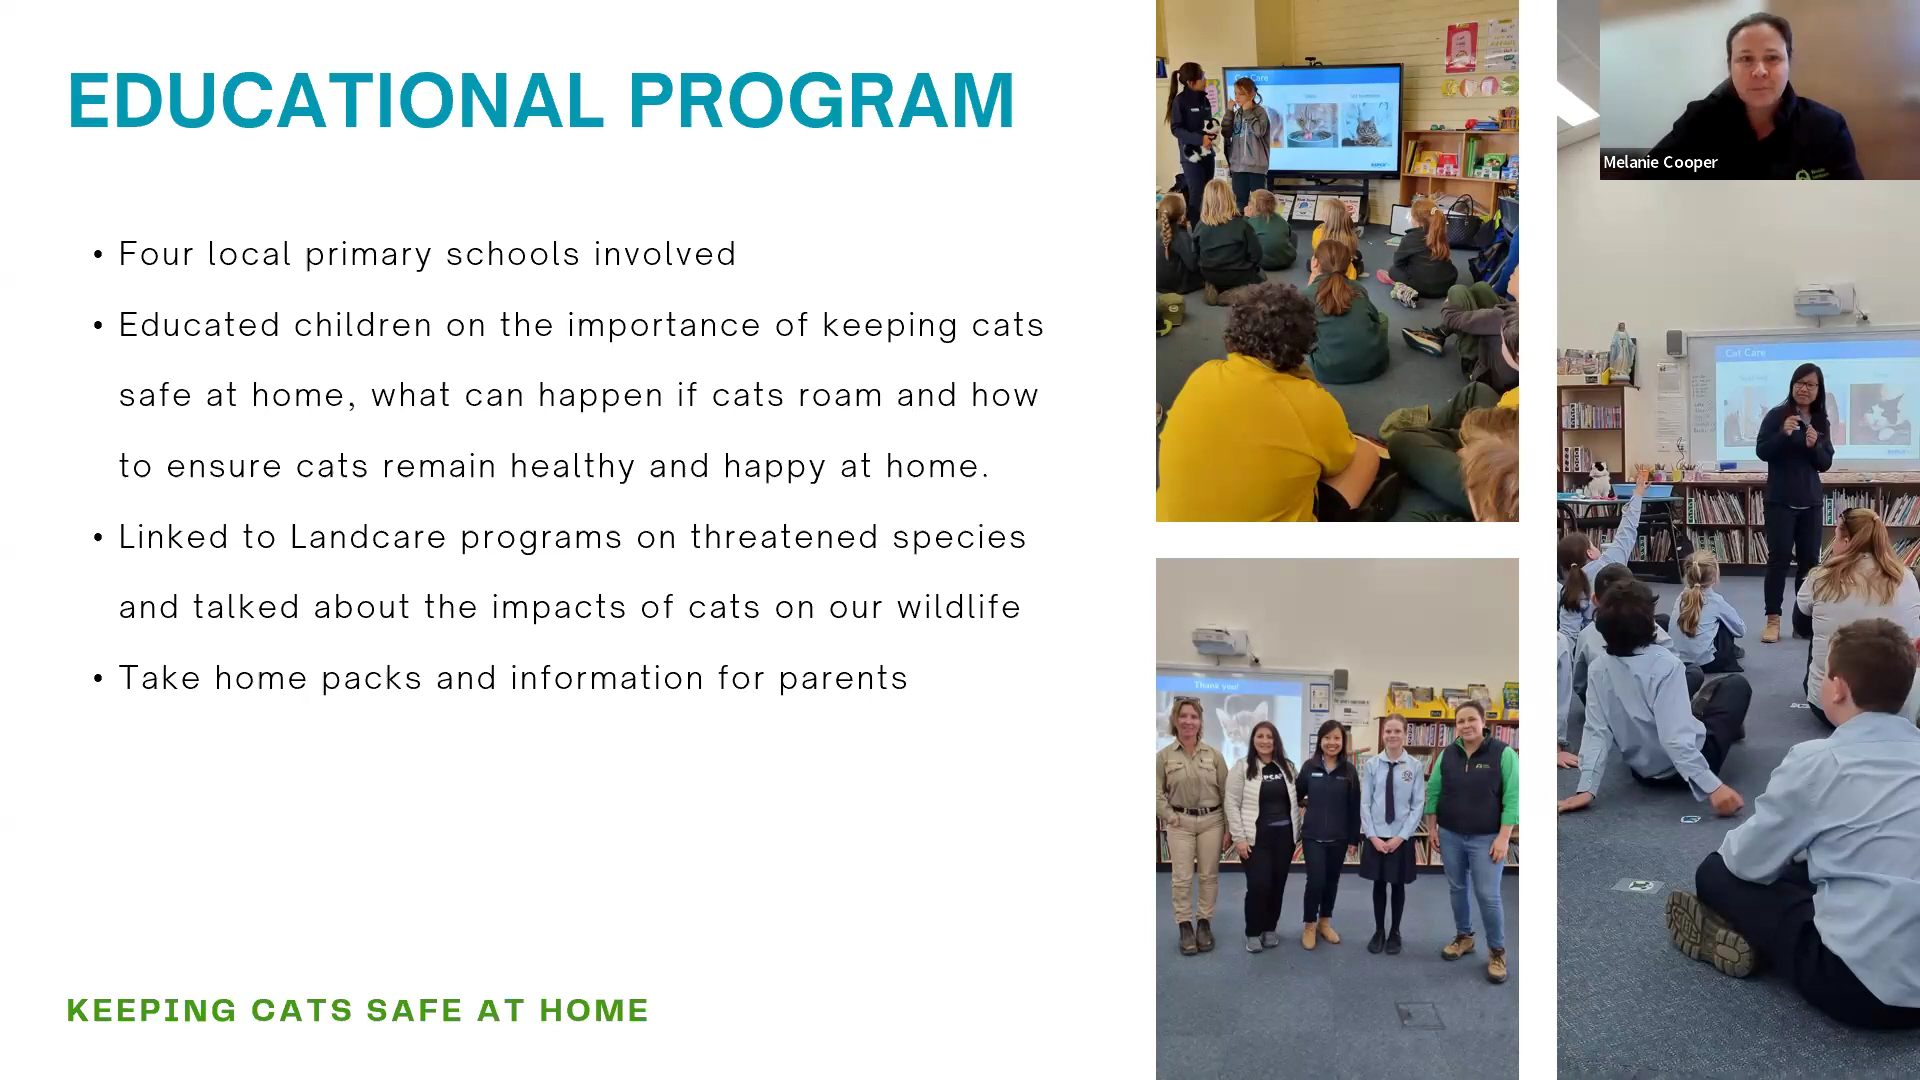 EDUCATIONAL PROGRAM
• Four local primary schools involved
• Educated children on the importance of keeping cats
safe at home, what can happen if cats roam and how
to ensure cats remain healthy and happy at home.
• Linked to Landcare programs on threatened species
and talked about the impacts of cats on our wildlife
• Take home packs and information for parents
KEEPING CATS SAFE AT HOME
Cat Care
Thank you!
Melanie Cooper
Cat Care